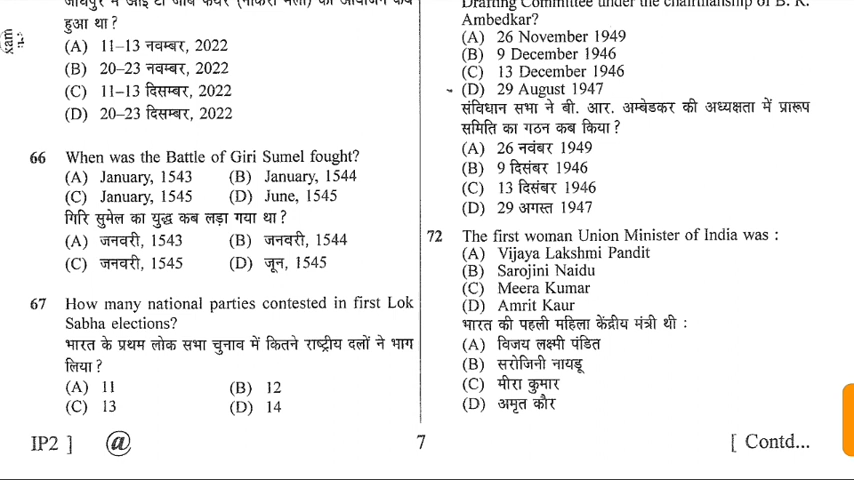 जोधपुर में आई टी जॉब फेयर (नौकरी मेला) का आयोजन कब
हुआ था ?
(A) 11–13 नवम्बर, 2022
(B) 20–23 नवम्बर, 2022
(C) 11–13 दिसम्बर, 2022
(D) 20–23 दिसम्बर, 2022
66 When was the Battle of Giri Sumel fought?
(A) January, 1543 (B) January, 1544
(C) January, 1545 (D) June, 1545
गिरि सुमेल का युद्ध कब लड़ा गया था ?
(A) जनवरी, 1543 (B) जनवरी, 1544
(C) जनवरी, 1545 (D) जून, 1545
67 How many national parties contested in first Lok
Sabha elections?
भारत के प्रथम लोक सभा चुनाव में कितने राष्ट्रीय दलों ने भाग
लिया ?
(A) 11 (B) 12
(C) 13 (D) 14
Drafting Committee under the chairmanship of B. R.
Ambedkar?
(A) 26 November 1949
(B) 9 December 1946
(C) 13 December 1946
(D) 29 August 1947
संविधान सभा ने बी. आर. अम्बेडकर की अध्यक्षता में प्रारूप
समिति का गठन कब किया ?
(A) 26 नवंबर 1949
(B) 9 दिसंबर 1946
(C) 13 दिसंबर 1946
(D) 29 अगस्त 1947
72 The first woman Union Minister of India was :
(A) Vijaya Lakshmi Pandit
(B) Sarojini Naidu
(C) Meera Kumar
(D) Amrit Kaur
भारत की पहली महिला केंद्रीय मंत्री थी :
(A) विजय लक्ष्मी पंडित
(B) सरोजिनी नायडू
(C) मीरा कुमार
(D) अमृत कौर
IP2 ] @ 7 [ Contd...